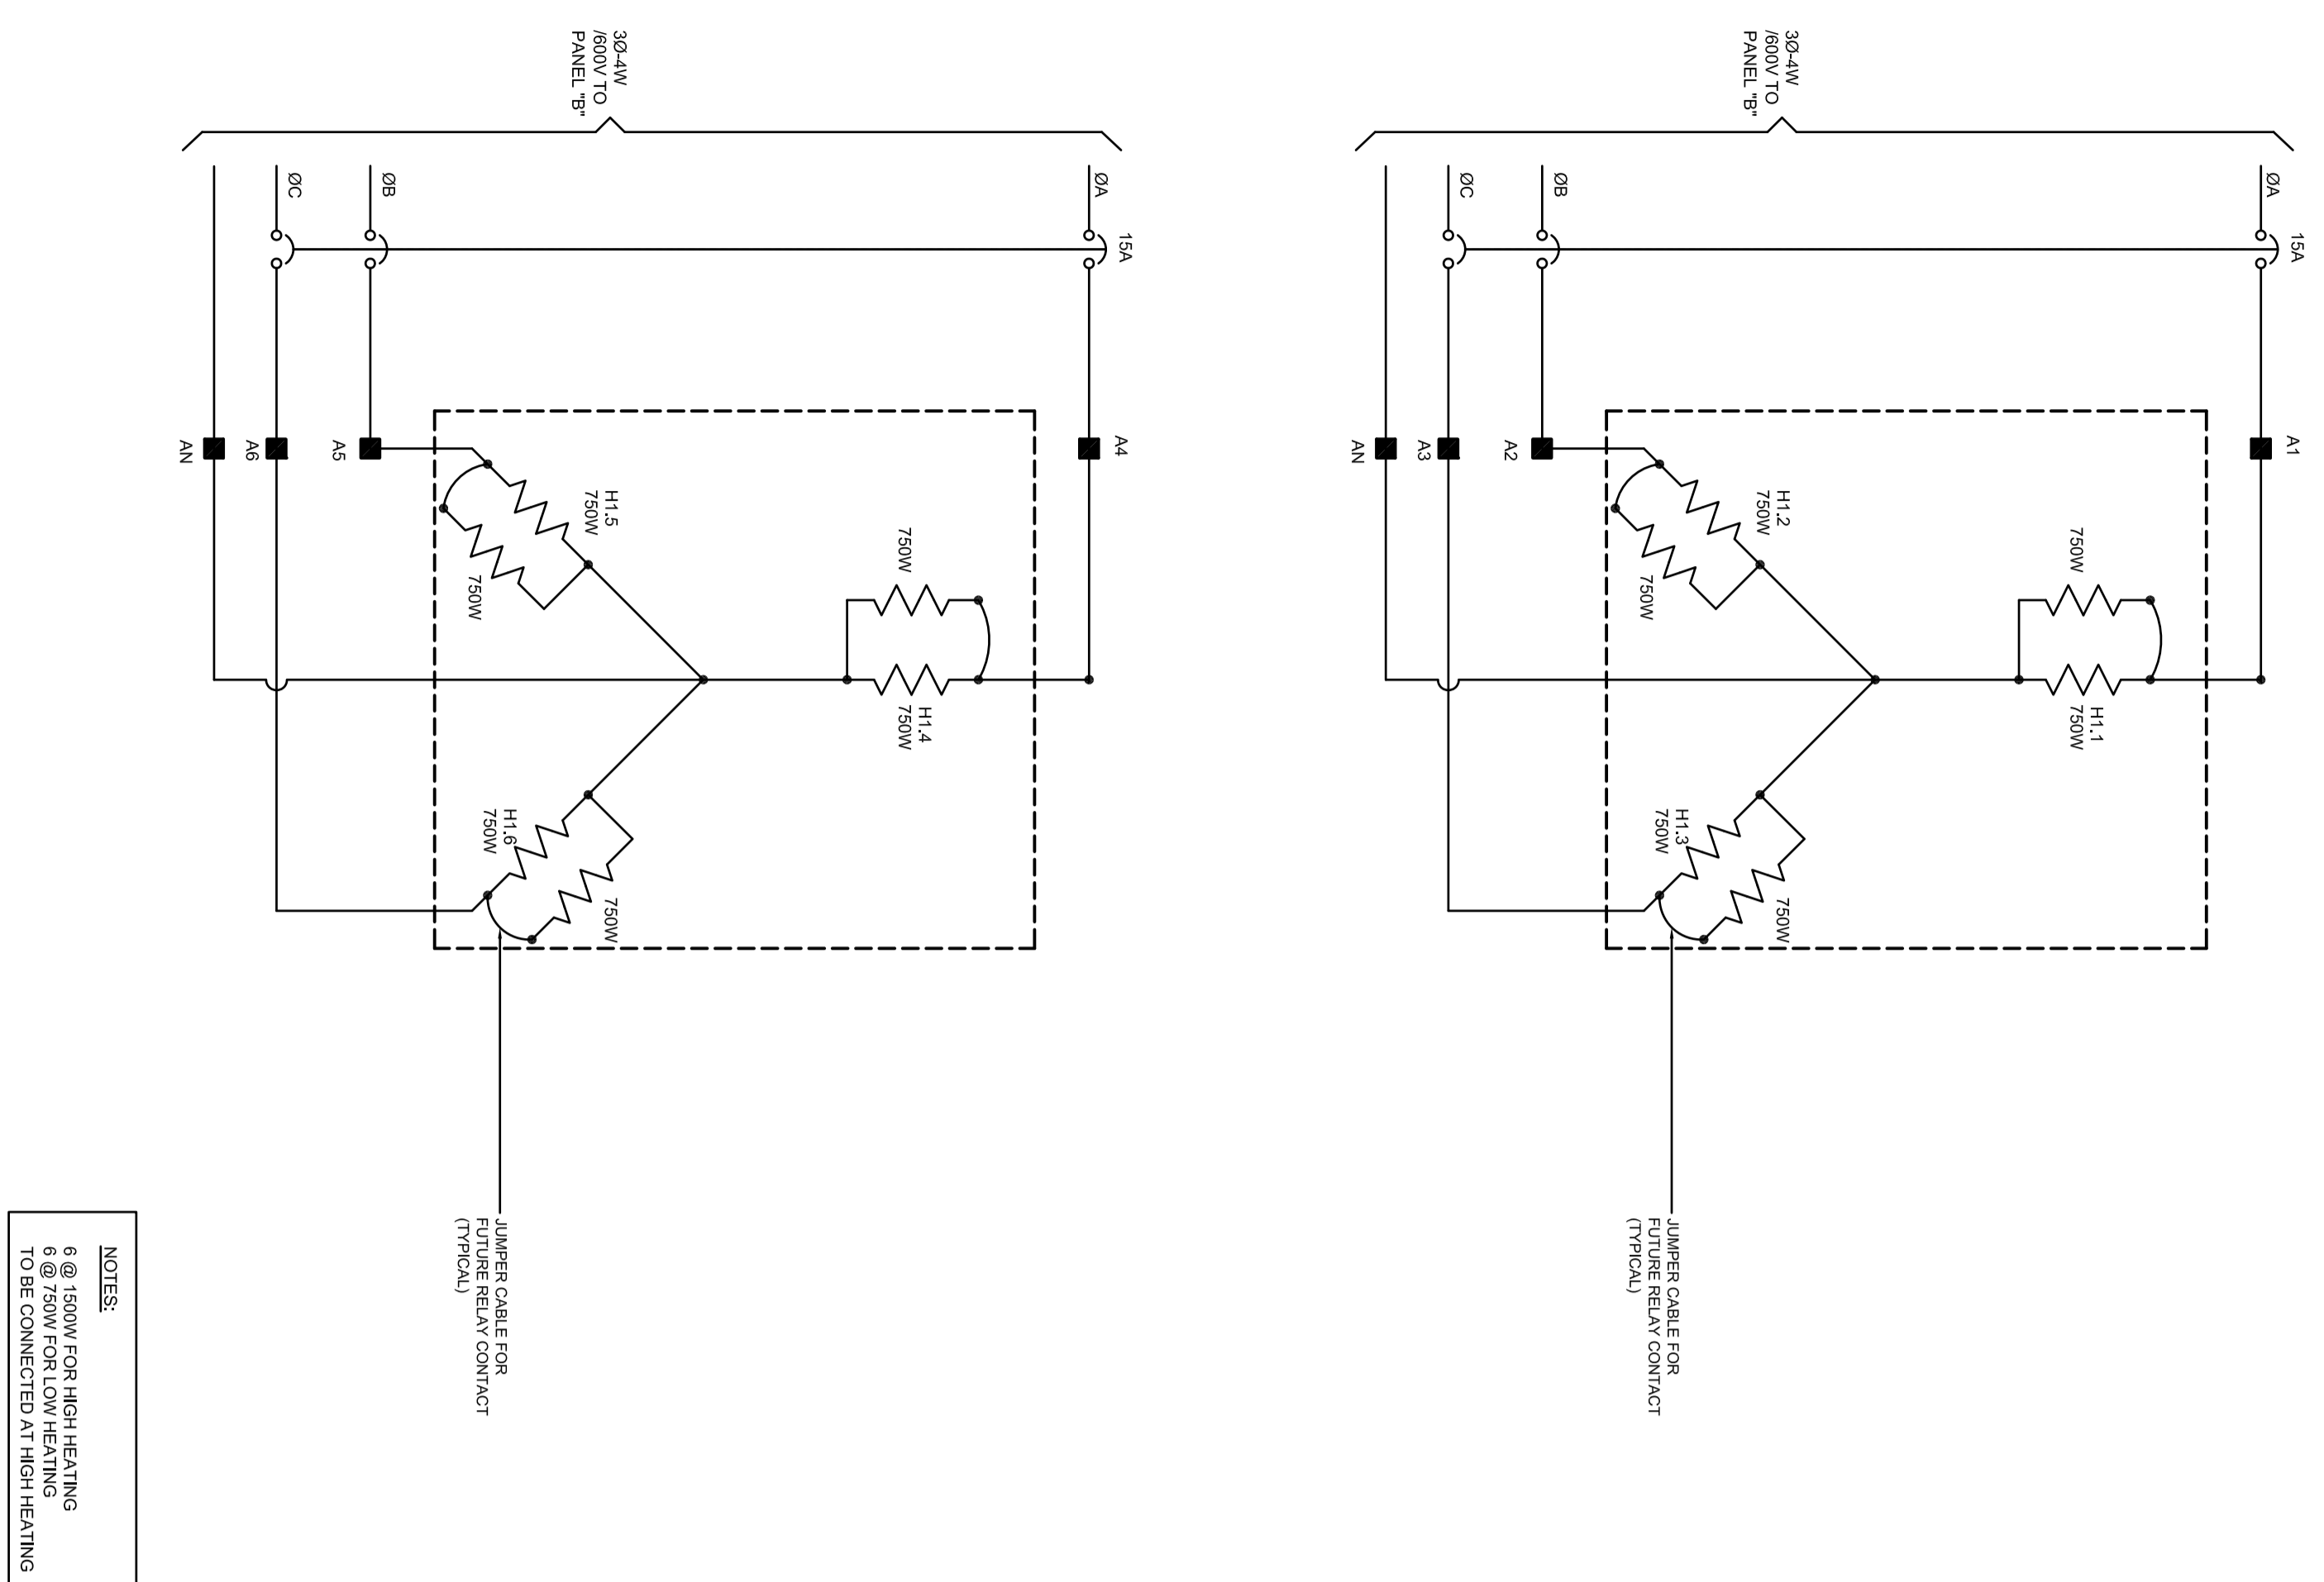 3Ø-4W
/600V TO
PANEL "B"
ØA
15A
A1
750W
H1.1
750W
ØB
A2
H1.2
750W
750W
ØC
A3
H1.3
750W
750W
AN
JUMPER CABLE FOR
FUTURE RELAY CONTACT
(TYPICAL)
3Ø-4W
/600V TO
PANEL "B"
ØA
15A
A4
750W
H1.4
750W
ØB
A5
H1.5
750W
750W
ØC
A6
H1.6
750W
750W
AN
JUMPER CABLE FOR
FUTURE RELAY CONTACT
(TYPICAL)
NOTES:
6 @ 1500W FOR HIGH HEATING
6 @ 750W FOR LOW HEATING
TO BE CONNECTED AT HIGH HEATING